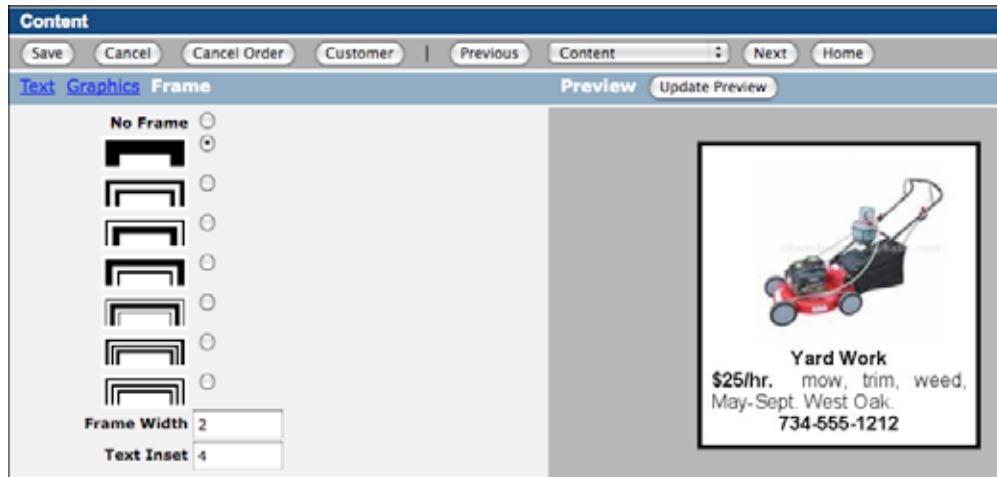 Content
Save Cancel Cancel Order Customer | Previous Content Next Home
Text Graphics Frame Preview Update Preview
No Frame
Frame Width 2
Text Inset 4
Yard Work
$25/hr. mow, trim, weed,
May-Sept. West Oak.
734-555-1212